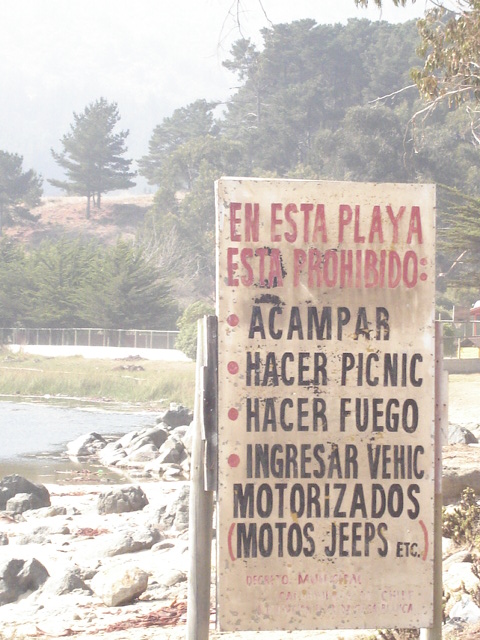 EN ESTA PLAYA
ESTA PROHIBIDO:
• ACAMPAR
• HACER PICNIC
• HACER FUEGO
• INGRESAR VEHIC
MOTORIZADOS
(MOTOS JEEPS ETC.)
DECRETO MUNICIPAL